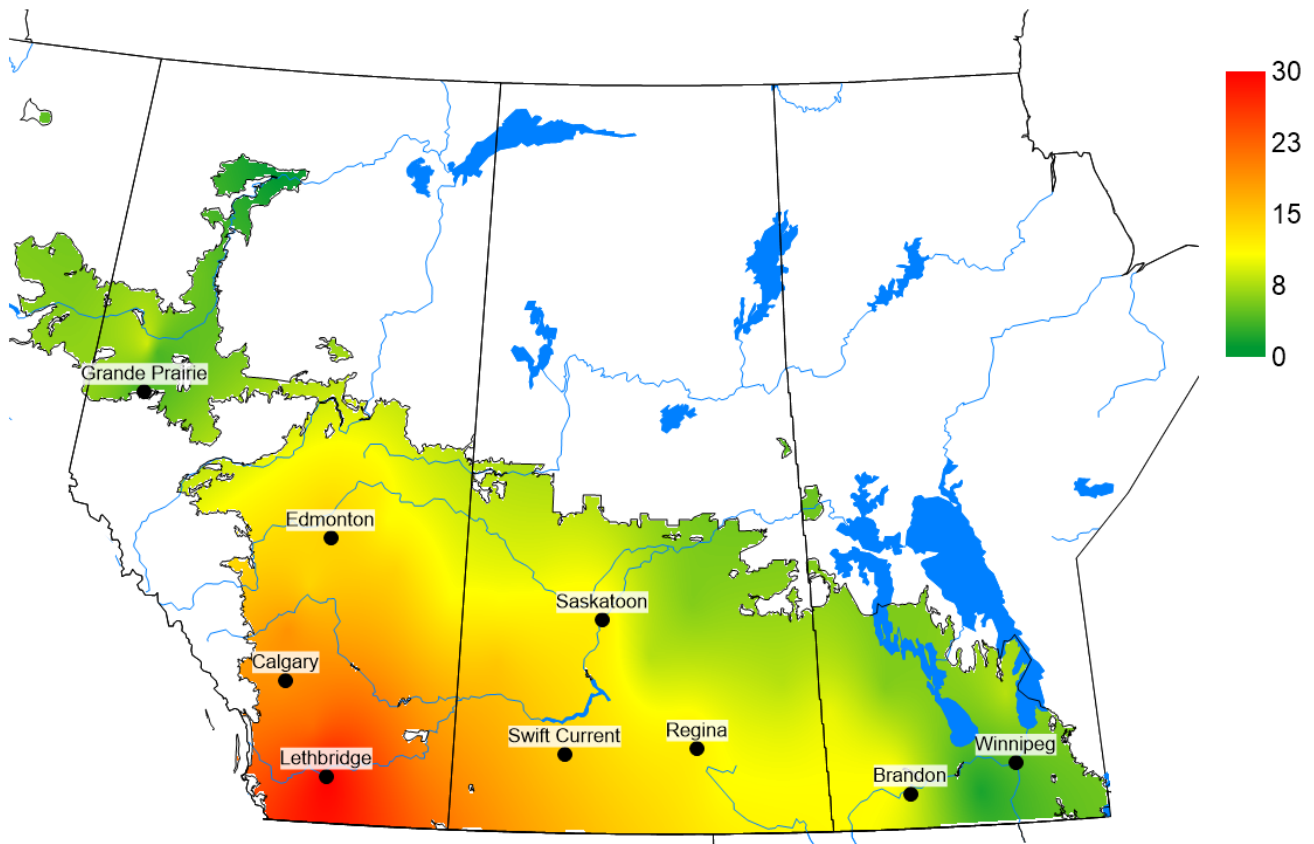 30
23
15
8
0
Grande Prairie
Edmonton
Saskatoon
Calgary
Swift Current
Regina
Lethbridge
Winnipeg
Brandon